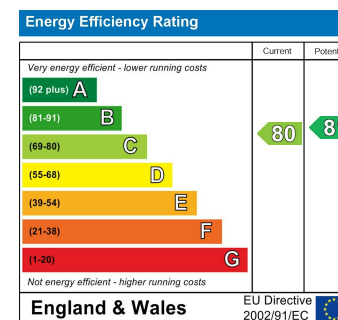 Energy Efficiency Rating
Current Poten
Very energy efficient - lower running costs
(92 plus) A
(81-91) B
(69-80) C
(55-68) D
(39-54) E
(21-38) F
(1-20) G
80 8
Not energy efficient - higher running costs
England & Wales
EU Directive
2002/91/EC